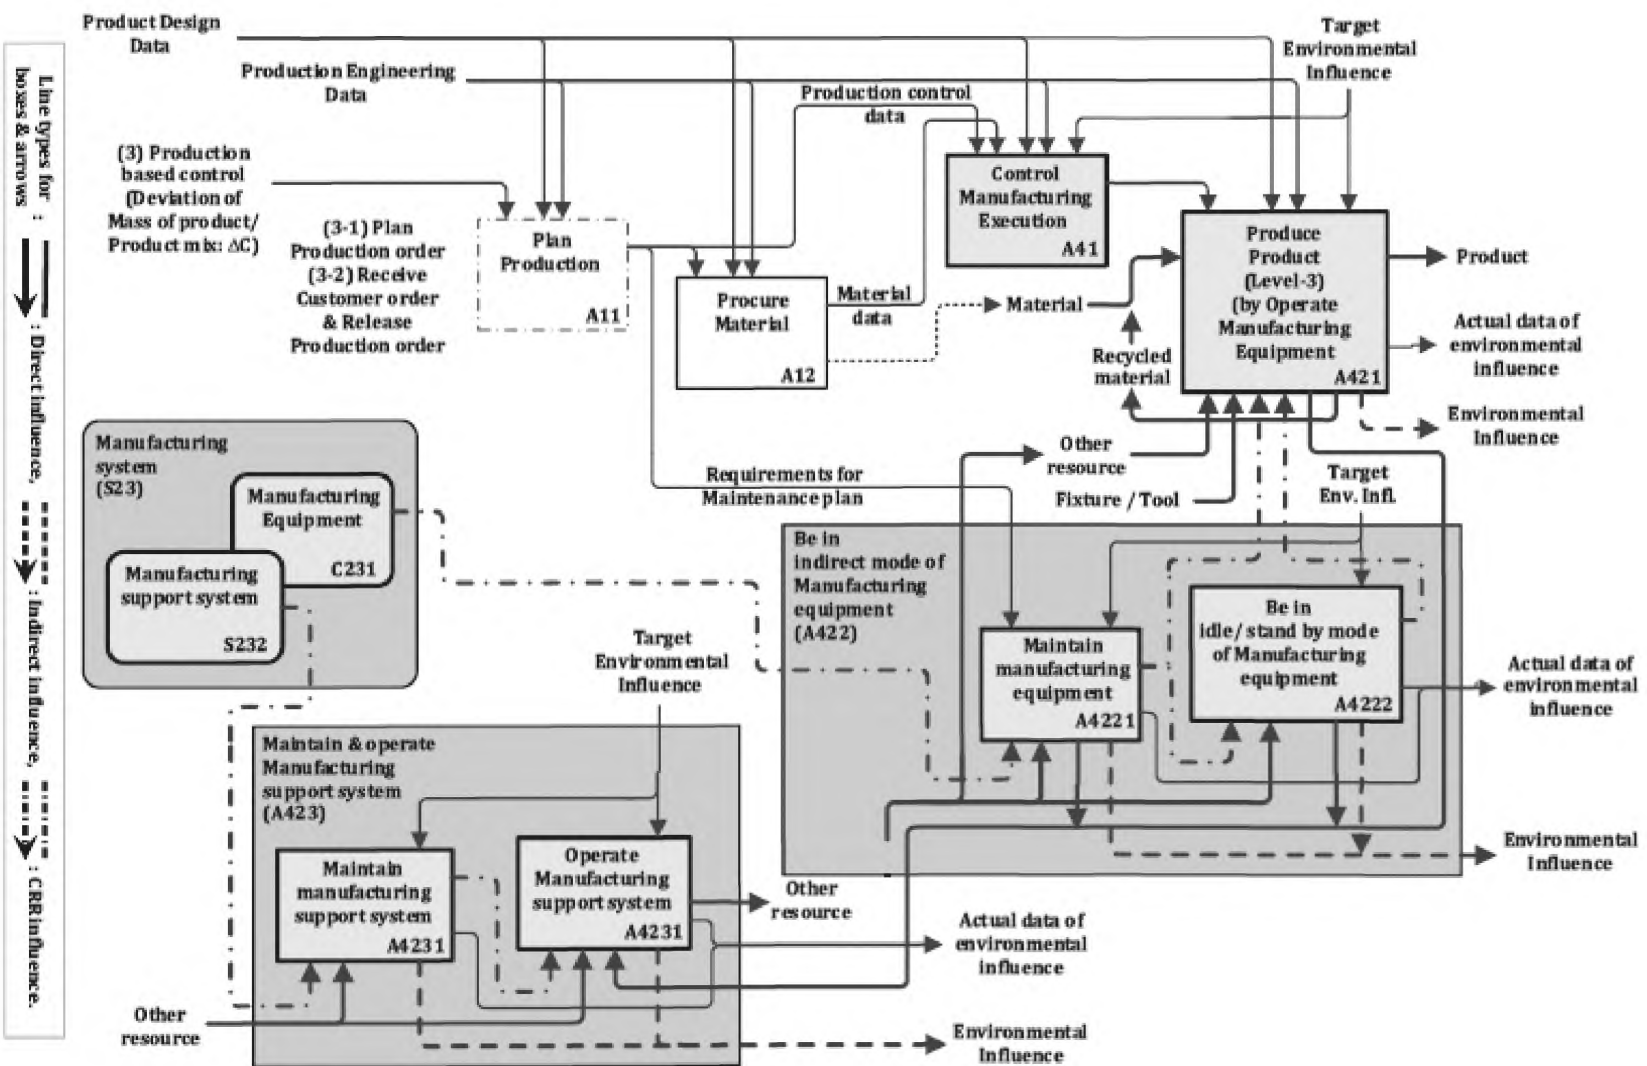 Product Design
Data
Production Engineering
Data
Target
Environmental
Influence
Production control
data
Line types for :
boxes & arrows
: Direct influence,
: Indirect influence,
: CRR influence.
(3) Production
based control
(Deviation of
Mass of product/
Product mix: ΔC)
(3-1) Plan
Production order
(3-2) Receive
Customer order
& Release
Production order
Plan
Production
A11
Procure
Material
A12
Material
data
Control
Manufacturing
Execution
A41
Material
Recycled
material
Produce
Product
(Level-3)
(by Operate
Manufacturing
Equipment
A421
Product
Actual data of
environmental
influence
Environmental
Influence
Other
resource
Fixture / Tool
Target
Env. Infl.
Requirements for
Maintenance plan
Manufacturing
system
(S23)
Manufacturing
Equipment
C231
Manufacturing
support system
S232
Be in
indirect mode of
Manufacturing
equipment
(A422)
Maintain
manufacturing
equipment
A4221
Be in
idle/ stand by mode
of Manufacturing
equipment
A4222
Actual data of
environmental
influence
Environmental
Influence
Target
Environmental
Influence
Maintain & operate
Manufacturing
support system
(A423)
Maintain
manufacturing
support system
A4231
Operate
Manufacturing
support system
A4231
Other
resource
Actual data of
environmental
influence
Other
resource
Environmental
Influence